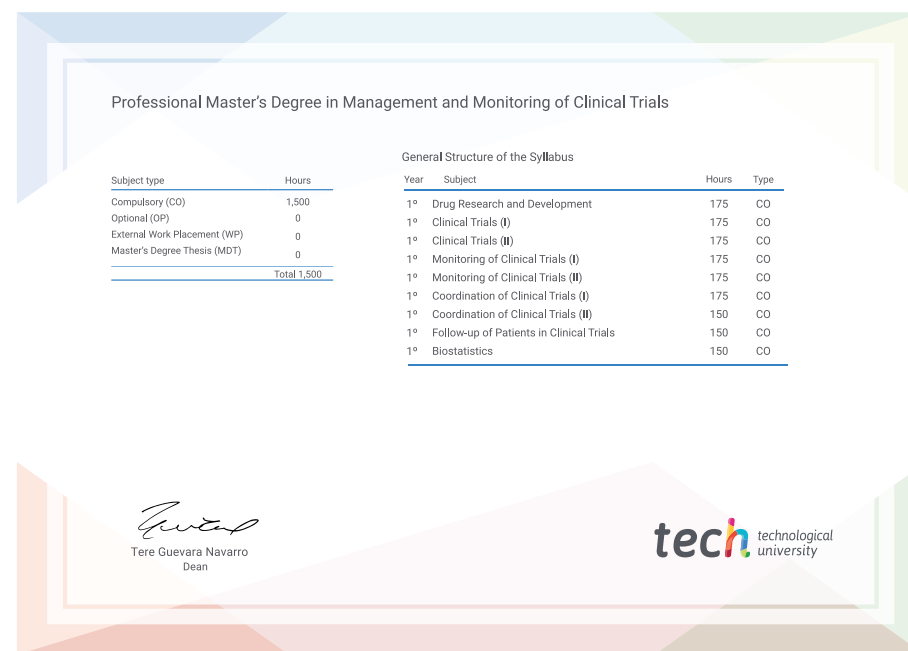 Professional Master's Degree in Management and Monitoring of Clinical Trials
Subject type Hours
Compulsory (CO) 1,500
Optional (OP) 0
External Work Placement (WP) 0
Master's Degree Thesis (MDT) 0
Total 1,500
General Structure of the Syllabus
Year Subject Hours Type
1º Drug Research and Development 175 CO
1º Clinical Trials (I) 175 CO
1º Clinical Trials (II) 175 CO
1º Monitoring of Clinical Trials (I) 175 CO
1º Monitoring of Clinical Trials (II) 175 CO
1º Coordination of Clinical Trials (I) 175 CO
1º Coordination of Clinical Trials (II) 150 CO
1º Follow-up of Patients in Clinical Trials 150 CO
1º Biostatistics 150 CO
Tere Guevara Navarro
Dean
tech technological
university